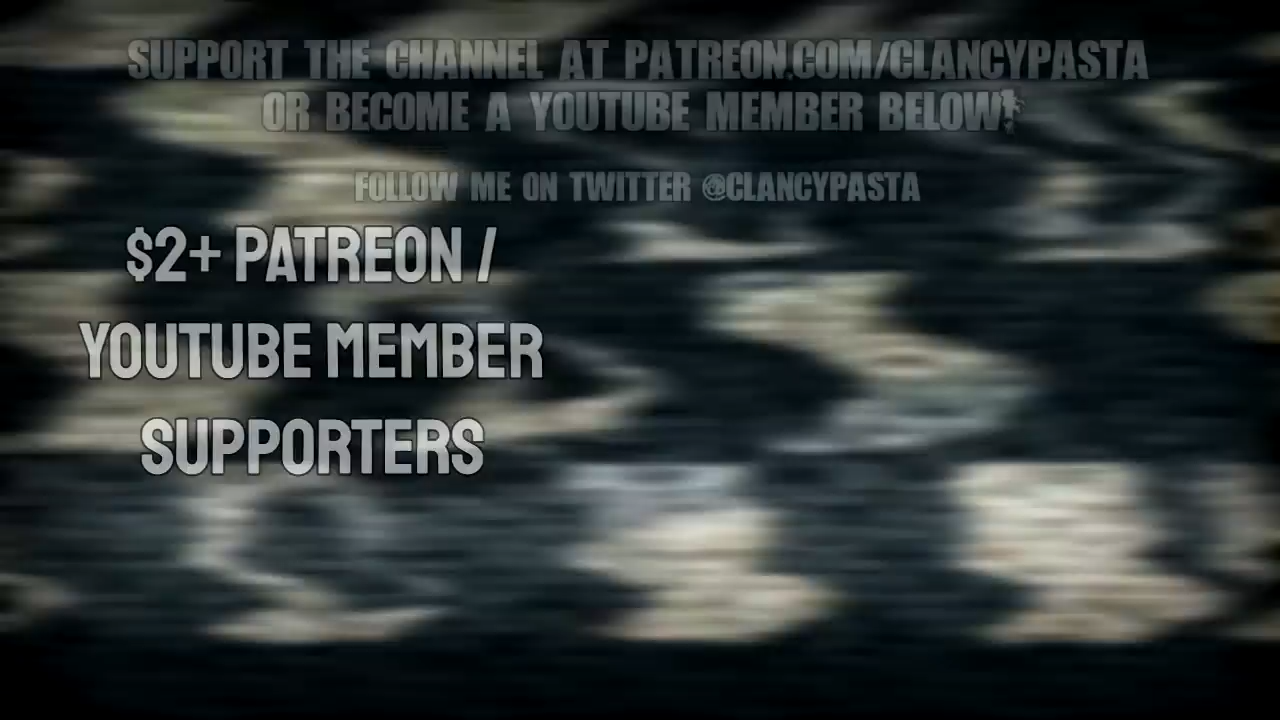 SUPPORT THE CHANNEL AT PATREON.COM/CLANCYPASTA
OR BECOME A YOUTUBE MEMBER BELOW!
FOLLOW ME ON TWITTER @CLANCYPASTA
$2+ PATREON /
YOUTUBE MEMBER
SUPPORTERS